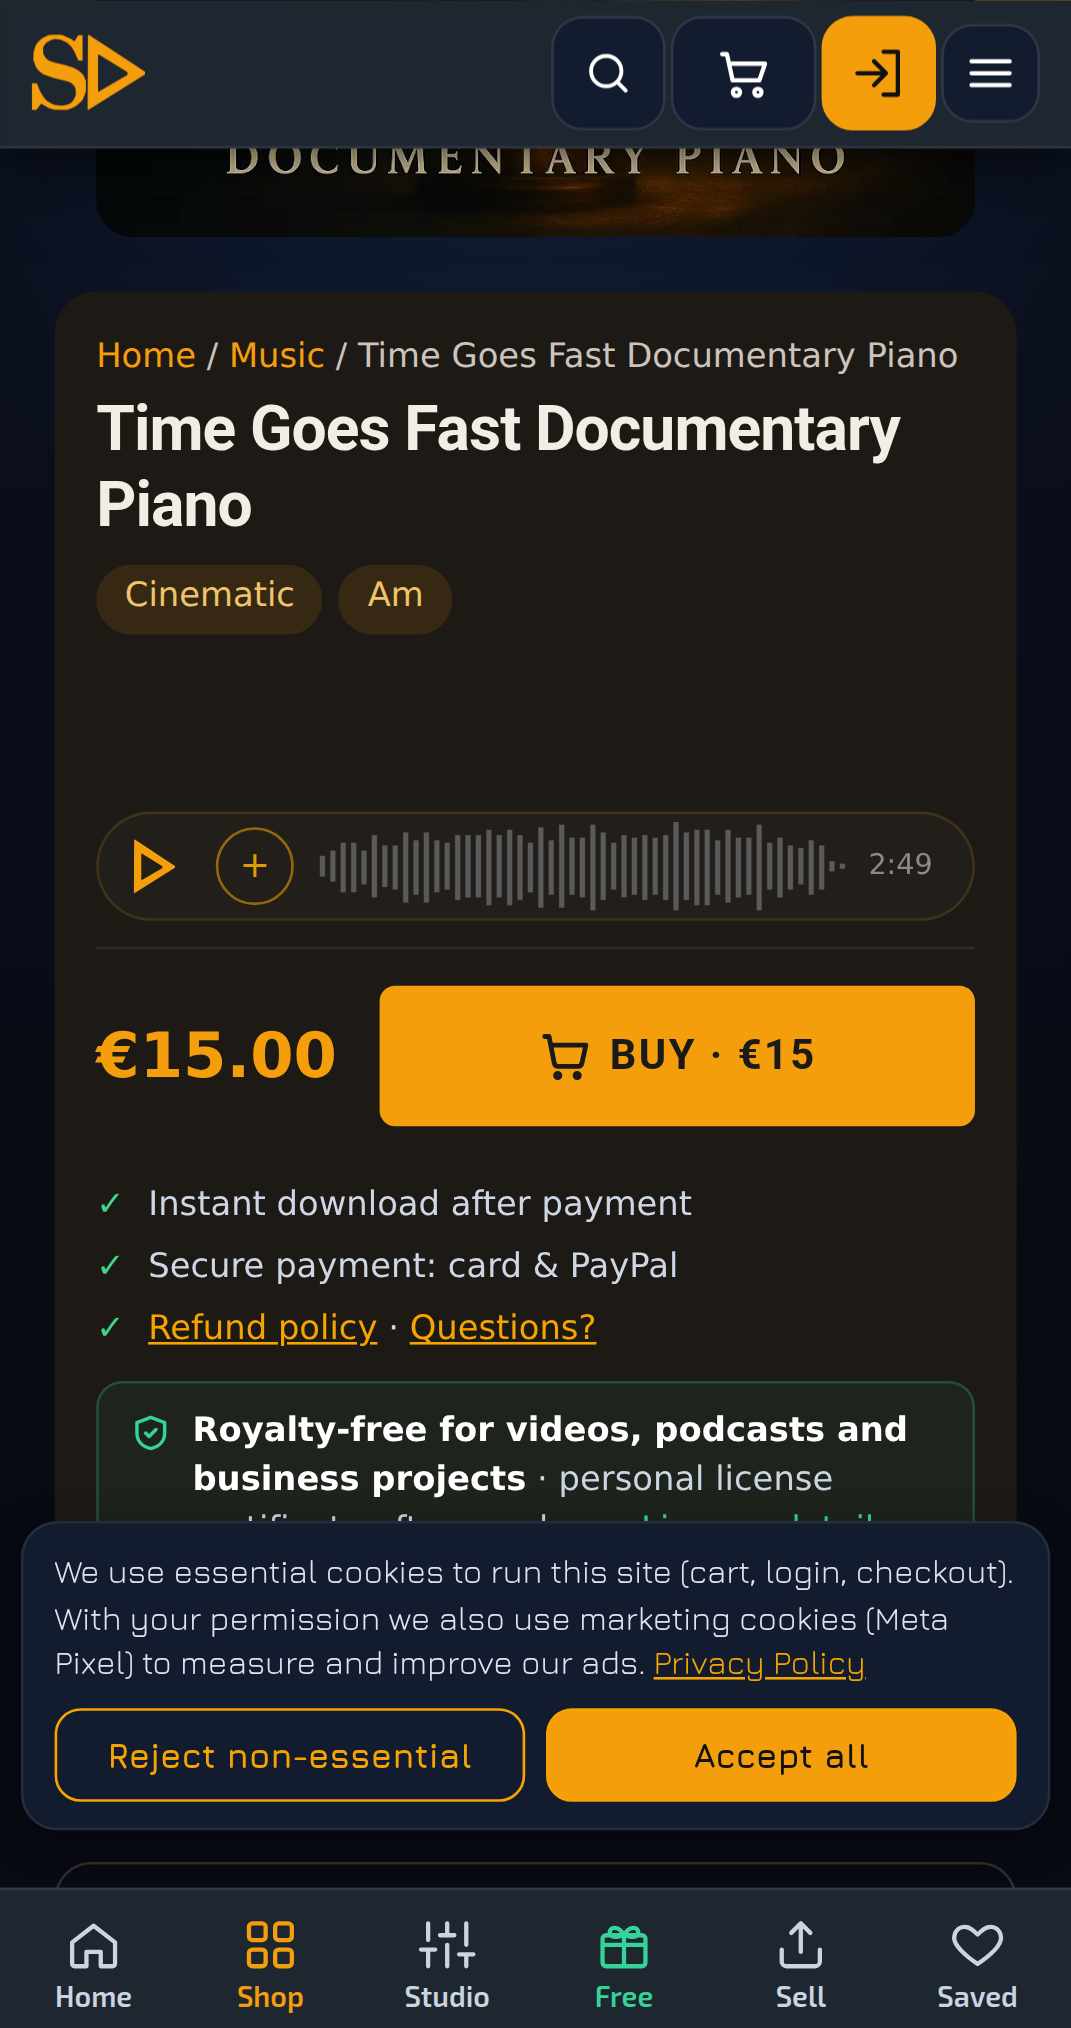 SD
DOCUMENTARY PIANO
Home / Music / Time Goes Fast Documentary Piano
Time Goes Fast Documentary
Piano
Cinematic Am
+ 2:49
€15.00 BUY · €15
✓ Instant download after payment
✓ Secure payment: card & PayPal
✓ Refund policy · Questions?
Royalty-free for videos, podcasts and
business projects · personal license
We use essential cookies to run this site (cart, login, checkout).
With your permission we also use marketing cookies (Meta
Pixel) to measure and improve our ads. Privacy Policy
Reject non-essential Accept all
Home Shop Studio Free Sell Saved